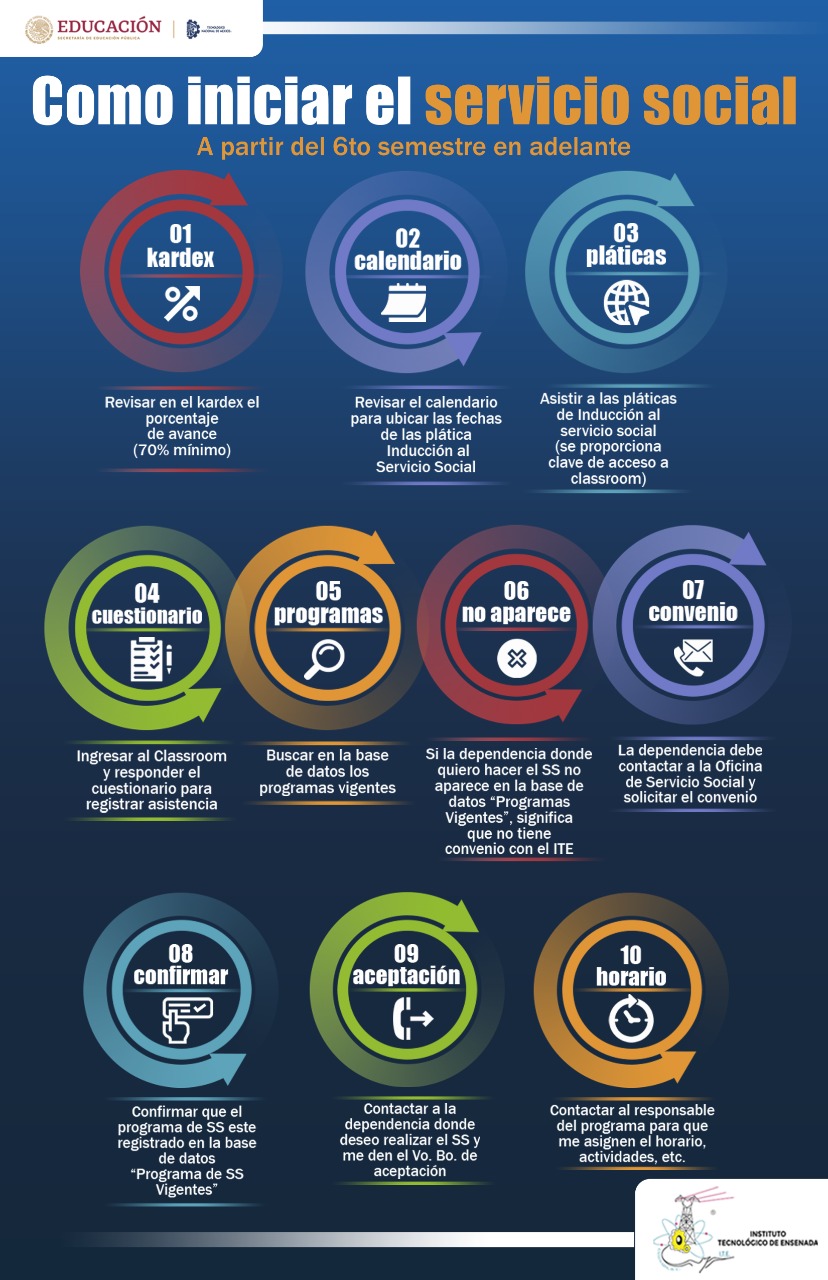 EDUCACIÓN
SECRETARÍA DE EDUCACIÓN PÚBLICA
TECNOLÓGICO
NACIONAL DE MÉXICO
Como iniciar el servicio social
A partir del 6to semestre en adelante
01
kardex
Revisar en el kardex el
porcentaje
de avance
(70% mínimo)
02
calendario
Revisar el calendario
para ubicar las fechas
de las plática
Inducción al
Servicio Social
03
pláticas
Asistir a las pláticas
de Inducción al
servicio social
(se proporciona
clave de acceso a
classroom)
04
cuestionario
Ingresar al Classroom
y responder el
cuestionario para
registrar asistencia
05
programas
Buscar en la base
de datos los
programas vigentes
06
no aparece
Si la dependencia donde
quiero hacer el SS no
aparece en la base de
datos “Programas
Vigentes”, significa
que no tiene
convenio con el ITE
07
convenio
La dependencia debe
contactar a la Oficina
de Servicio Social y
solicitar el convenio
08
confirmar
Confirmar que el
programa de SS este
registrado en la base
de datos
“Programa de SS
Vigentes”
09
aceptación
Contactar a la
dependencia donde
deseo realizar el SS y
me den el Vo. Bo. de
aceptación
10
horario
Contactar al responsable
del programa para que
me asignen el horario,
actividades, etc.
®
I.T.E.
INSTITUTO
TECNOLÓGICO DE ENSENADA